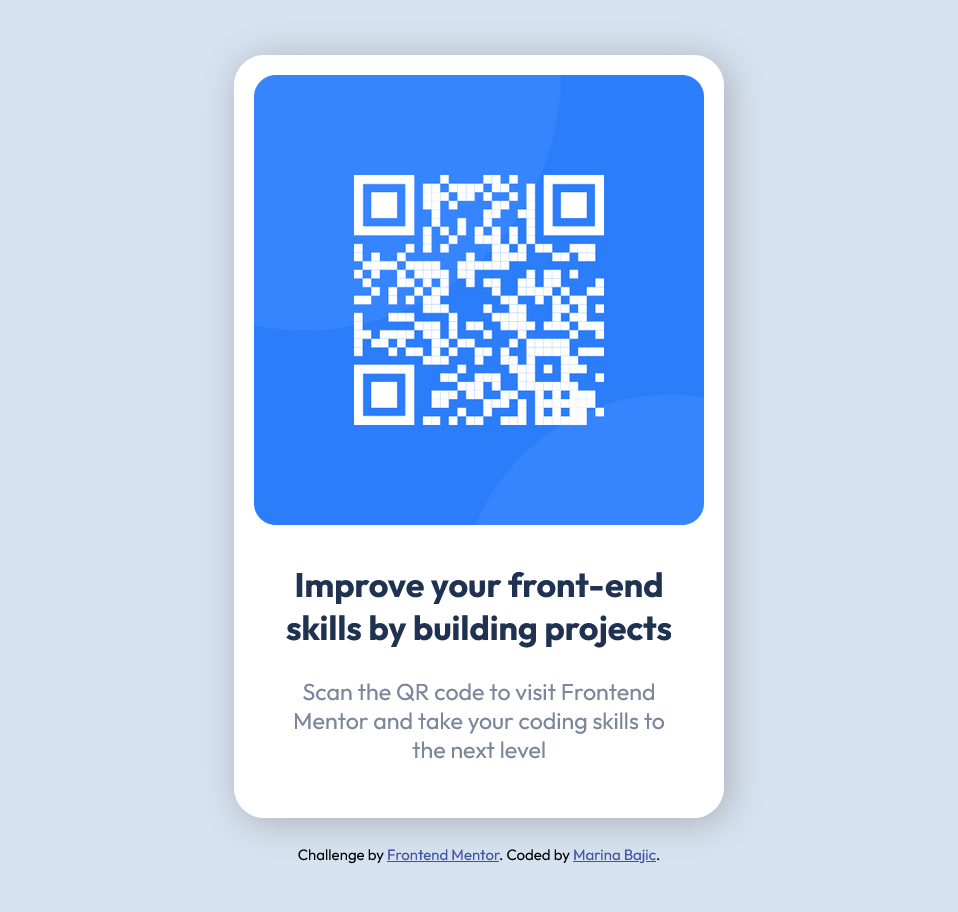 Improve your front-end
skills by building projects
Scan the QR code to visit Frontend
Mentor and take your coding skills to
the next level
Challenge by Frontend Mentor. Coded by Marina Bajic.